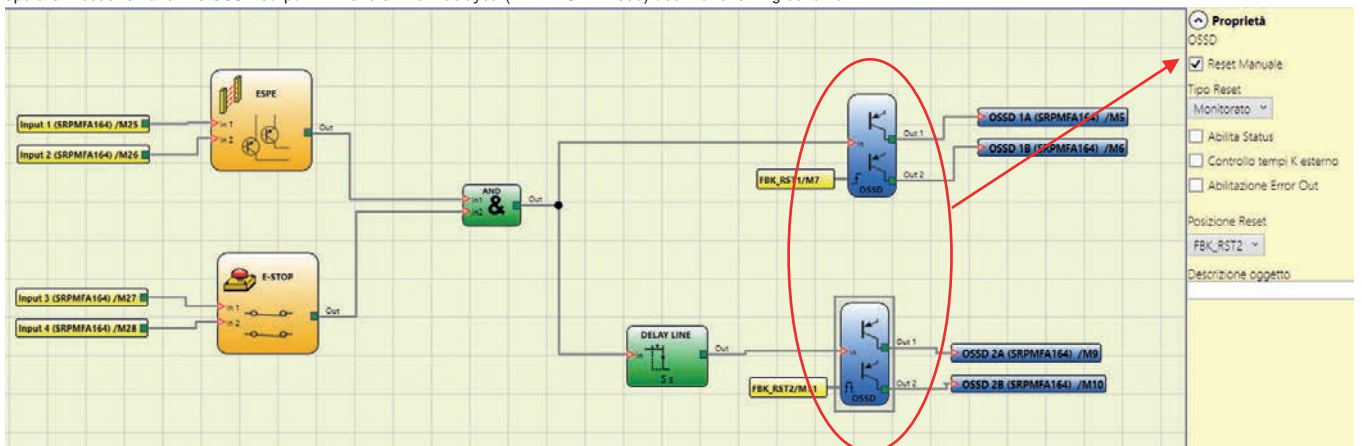 Proprietà
OSSD
Reset Manuale
Tipo Reset
Monitorato
Abilita Status
Controllo tempi K esterno
Abilitazione Error Out
Posizione Reset
FBK_RST2
Descrizione oggetto
ESPE
Input 1 (SRPMFA164) /M25
Input 2 (SRPMFA164) /M26
In 1
In 2
Out
E-STOP
Input 3 (SRPMFA164) /M27
Input 4 (SRPMFA164) /M28
In 1
In 2
Out
AND
&
In1
In2
Out
DELAY LINE
In
5 s
Out
FBK_RST1/M7
In
OSSD
Out 1
Out 2
OSSD 1A (SRPMFA164) /M5
OSSD 1B (SRPMFA164) /M6
In
OSSD
Out 1
Out 2
OSSD 2A (SRPMFA164) /M9
OSSD 2B (SRPMFA164) /M10